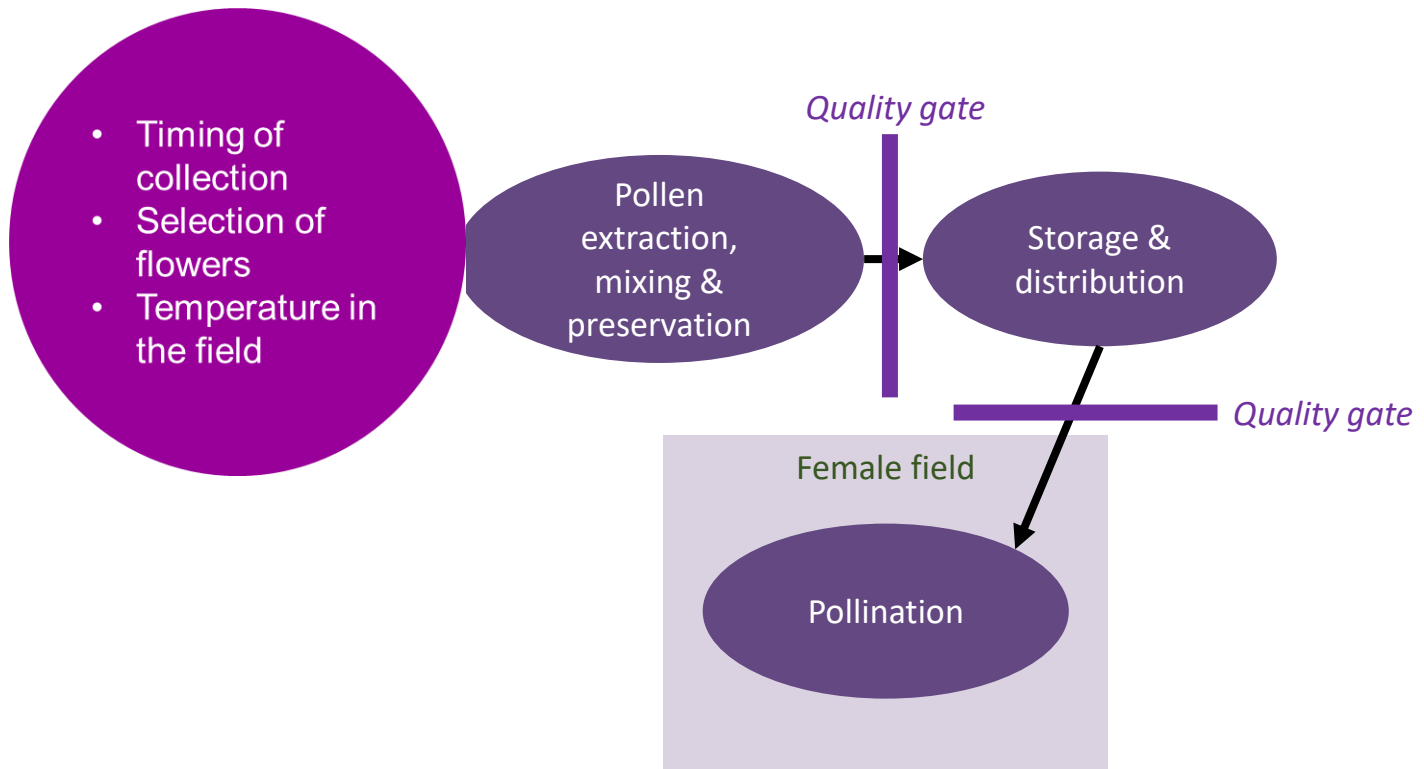 • Timing of
collection
• Selection of
flowers
• Temperature in
the field
Pollen
extraction,
mixing &
preservation
Quality gate
Storage &
distribution
Quality gate
Female field
Pollination